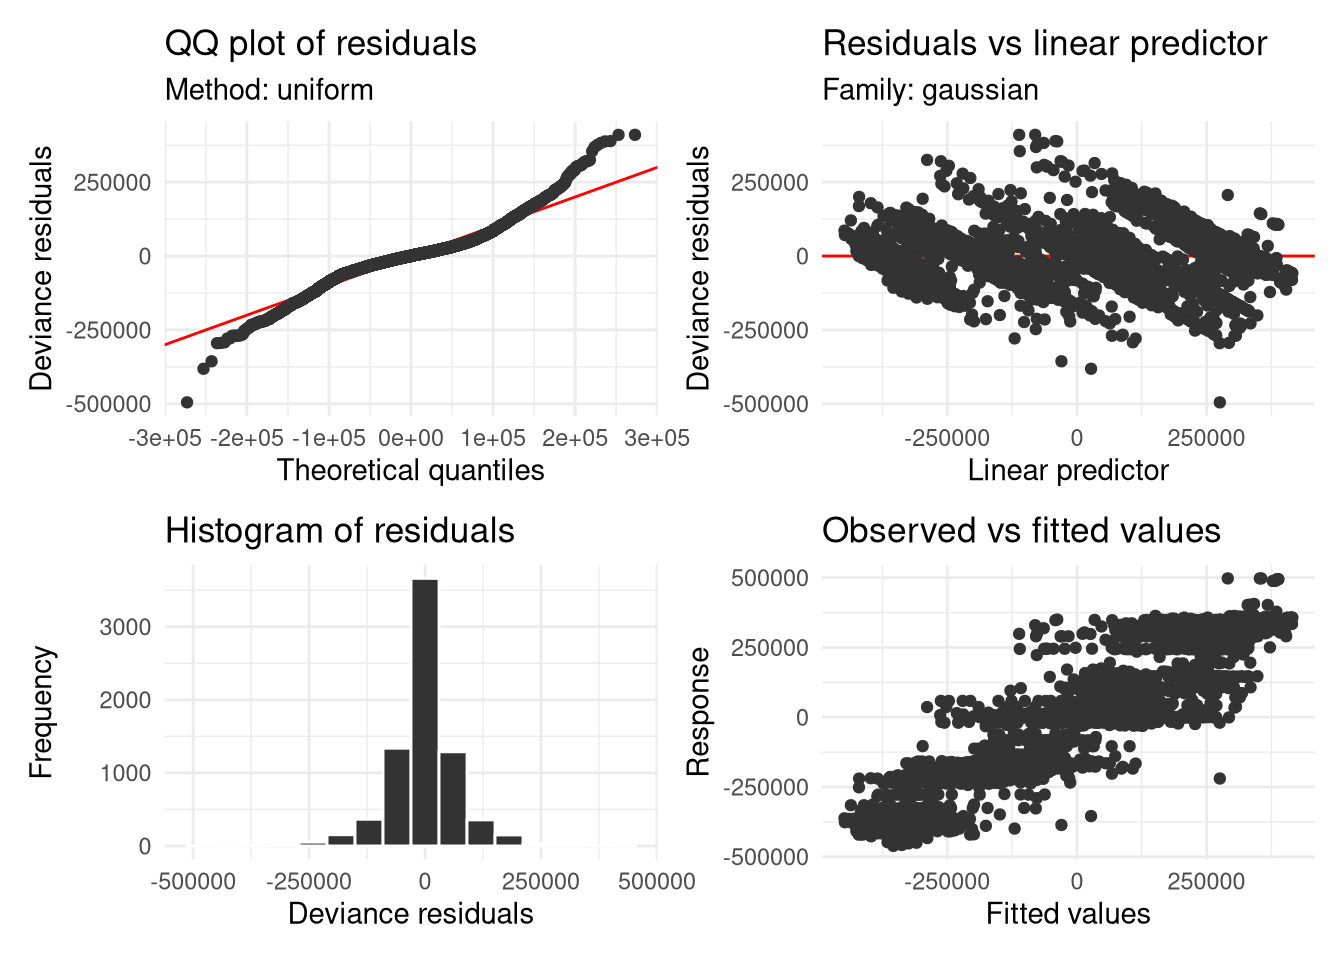 QQ plot of residuals
Method: uniform
Deviance residuals
250000
0
-250000
-500000
-3e+05 -2e+05 -1e+05 0e+00 1e+05 2e+05 3e+05
Theoretical quantiles
Residuals vs linear predictor
Family: gaussian
Deviance residuals
250000
0
-250000
-500000
-250000 0 250000
Linear predictor
Histogram of residuals
Frequency
3000
2000
1000
0
-500000 -250000 0 250000 500000
Deviance residuals
Observed vs fitted values
Response
500000
250000
0
-250000
-500000
-250000 0 250000
Fitted values